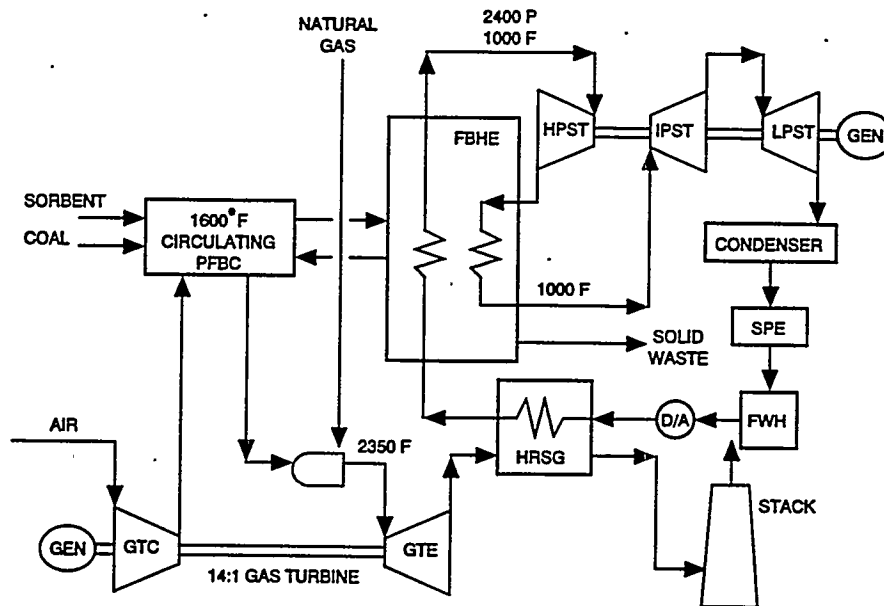 NATURAL
GAS
2400 P
1000 F
HPST
IPST
LPST
GEN
FBHE
SORBENT
COAL
1600°F
CIRCULATING
PFBC
CONDENSER
1000 F
SPE
SOLID
WASTE
AIR
2350 F
HRSG
D/A
FWH
STACK
GEN
GTC
GTE
14:1 GAS TURBINE